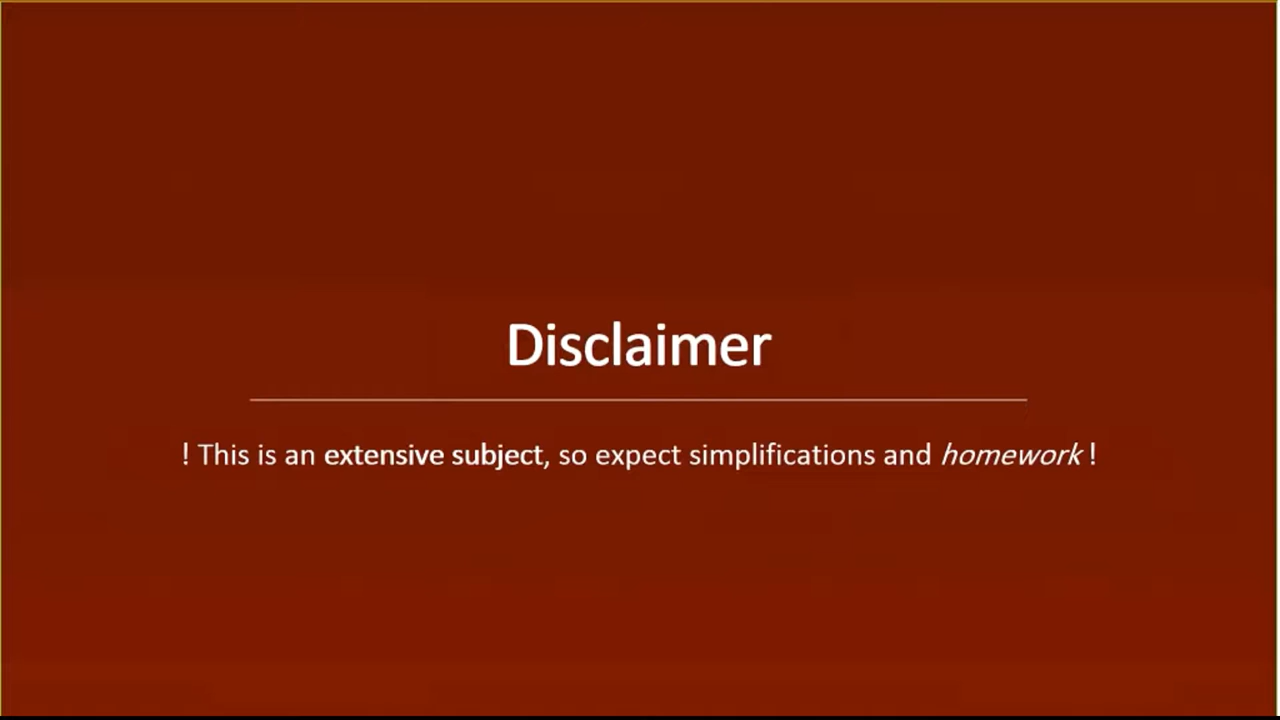 Disclaimer
! This is an extensive subject, so expect simplifications and homework !